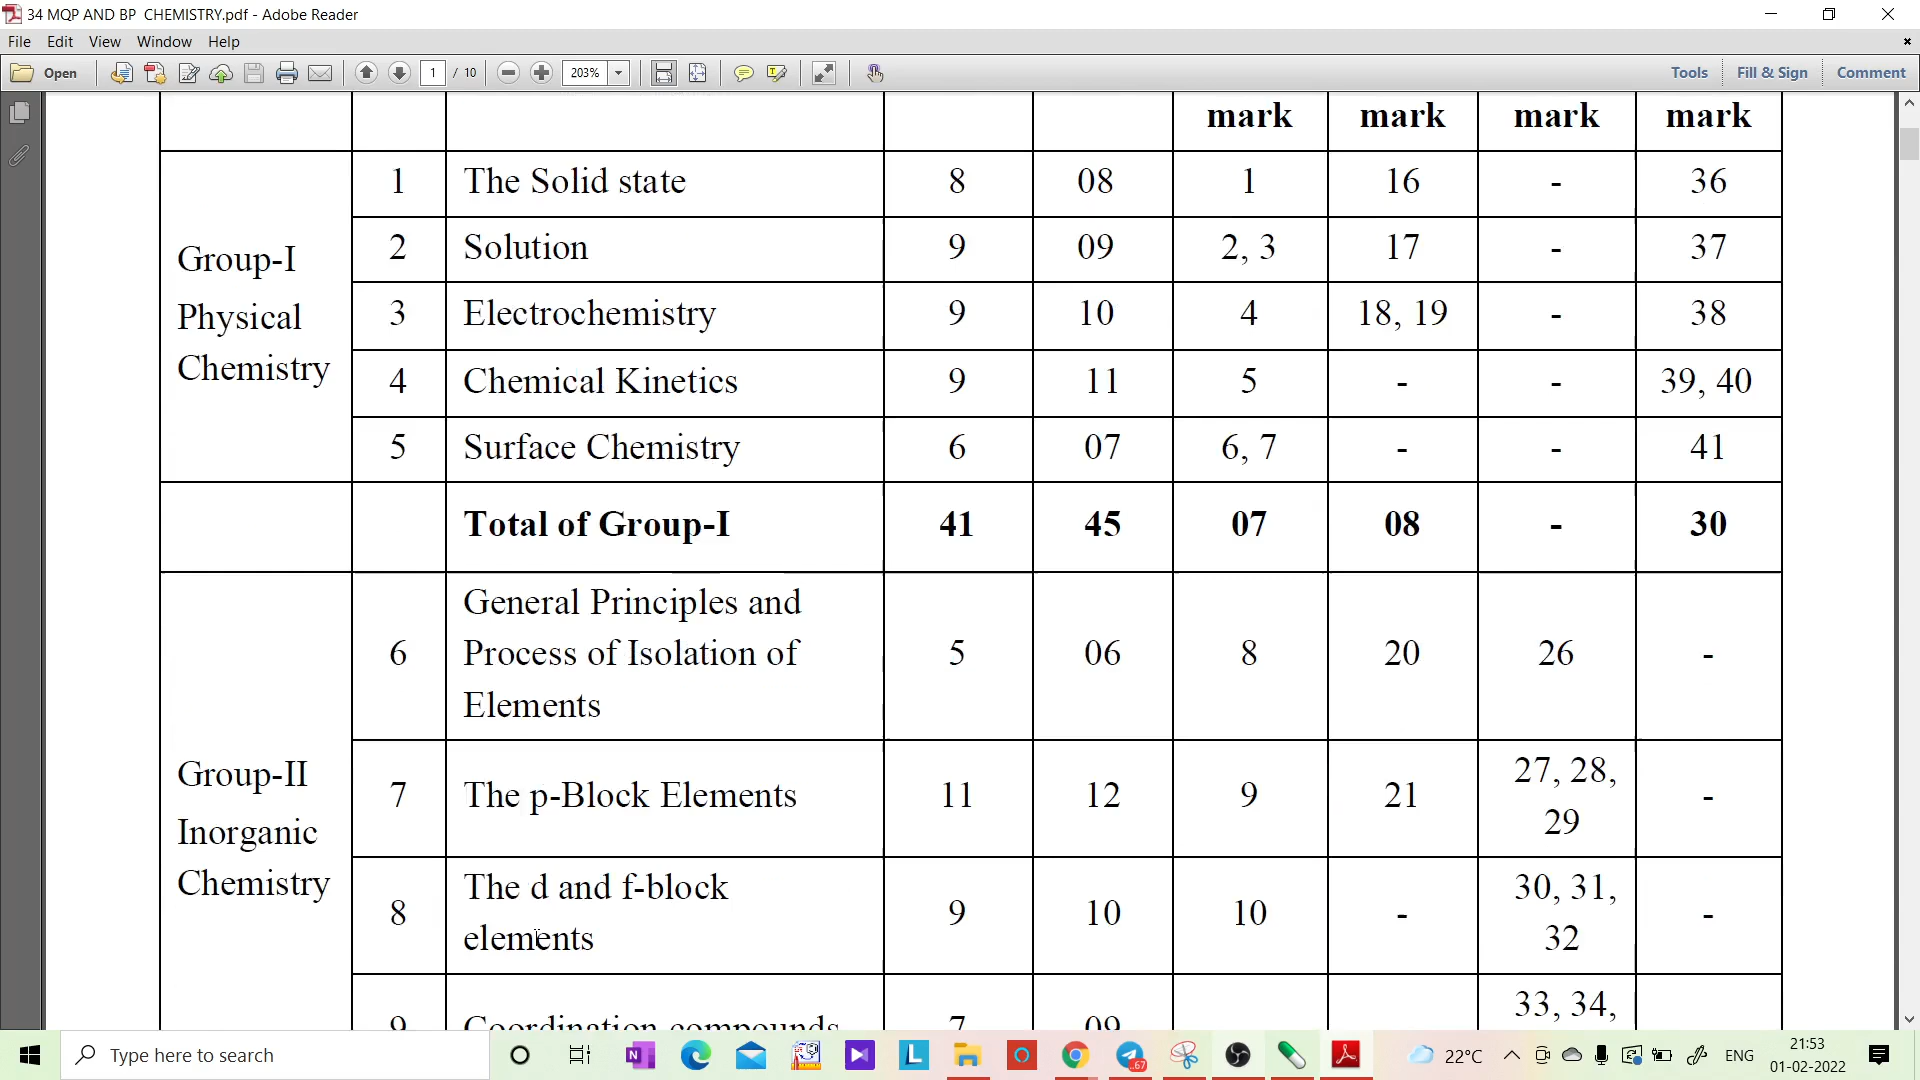 34 MQP AND BP CHEMISTRY.pdf - Adobe Reader
File Edit View Window Help
Open 1 / 10 203% Tools Fill & Sign Comment
mark mark mark mark
Group-I
Physical
Chemistry
1 The Solid state 8 08 1 16 - 36
2 Solution 9 09 2, 3 17 - 37
3 Electrochemistry 9 10 4 18, 19 - 38
4 Chemical Kinetics 9 11 5 - - 39, 40
5 Surface Chemistry 6 07 6, 7 - - 41
Total of Group-I 41 45 07 08 - 30
Group-II
Inorganic
Chemistry
6 General Principles and
Process of Isolation of
Elements 5 06 8 20 26 -
7 The p-Block Elements 11 12 9 21 27, 28,
29 -
8 The d and f-block
elements 9 10 10 - 30, 31,
32 -
9 Coordination compounds 7 09 33, 34,
Type here to search
67
22°C ENG 21:53
01-02-2022